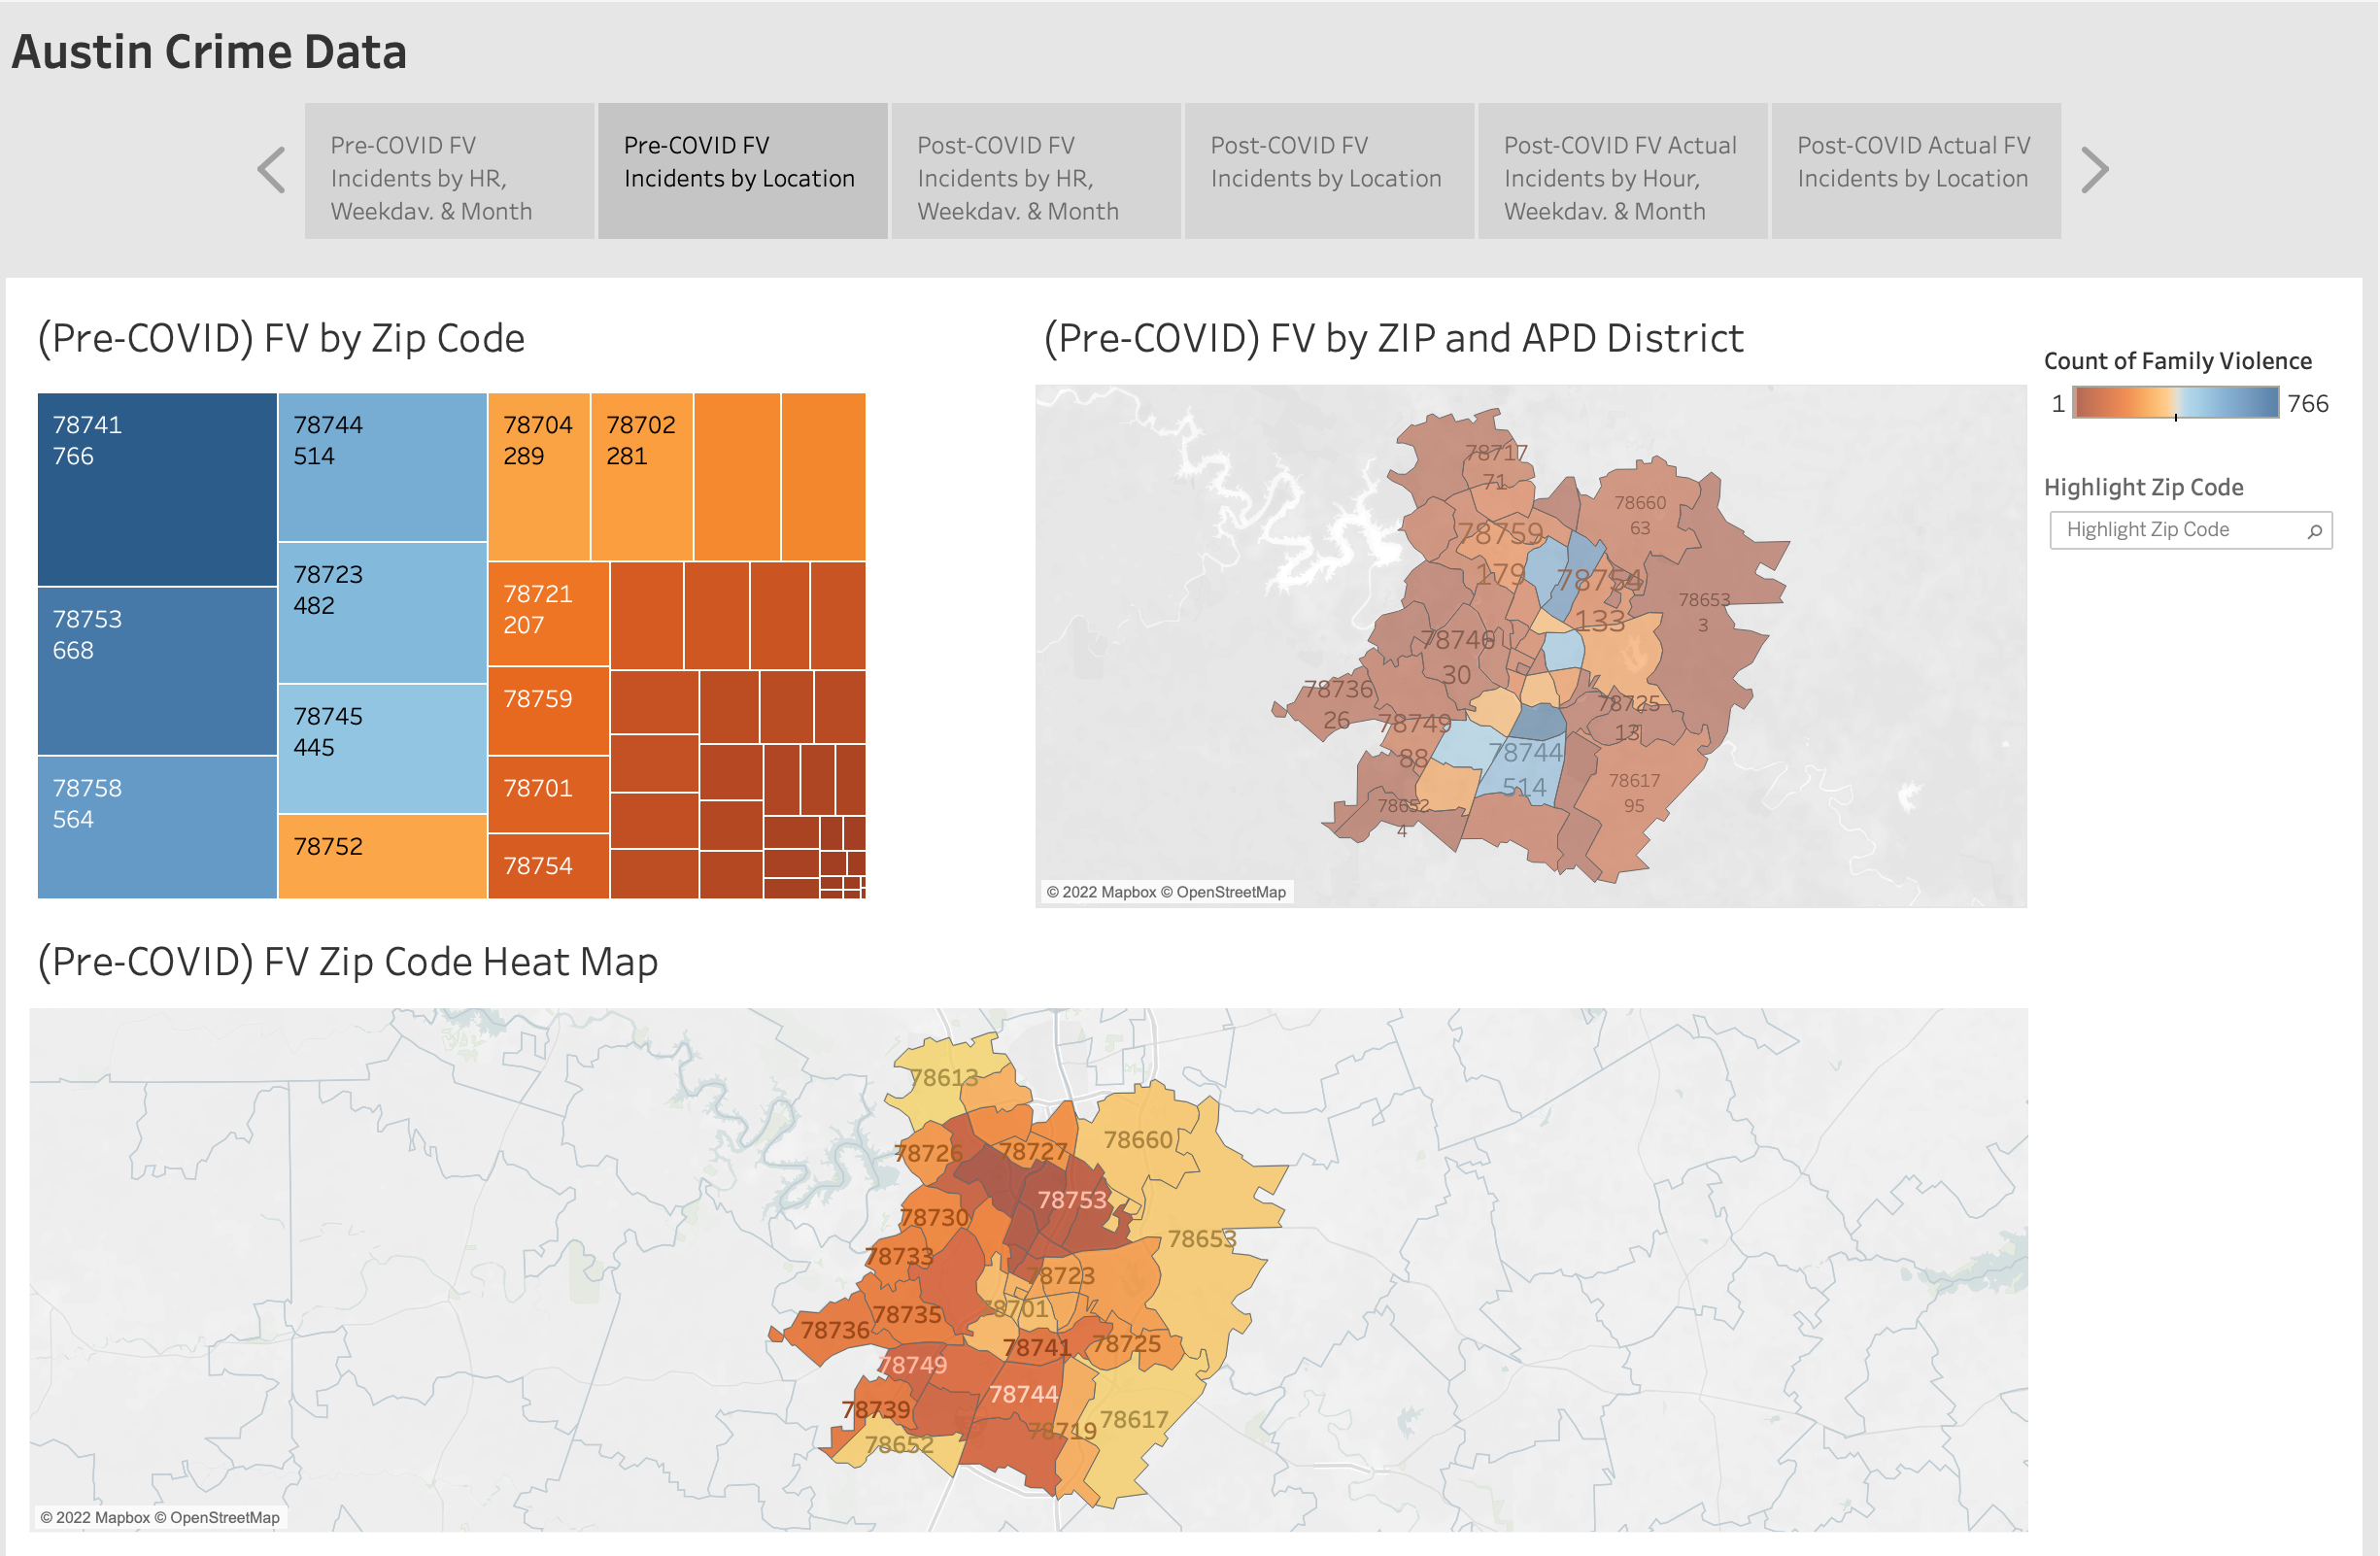 Austin Crime Data
Pre-COVID FV
Incidents by HR,
Weekday, & Month
Pre-COVID FV
Incidents by Location
Post-COVID FV
Incidents by HR,
Weekday, & Month
Post-COVID FV
Incidents by Location
Post-COVID FV Actual
Incidents by Hour,
Weekday, & Month
Post-COVID Actual FV
Incidents by Location
(Pre-COVID) FV by Zip Code
78741
766
78753
668
78758
564
78744
514
78723
482
78745
445
78752
78704
289
78702
281
78721
207
78759
78701
78754
(Pre-COVID) FV by ZIP and APD District
78717
71
78660
63
78759
179
78754
133
78653
3
78746
30
78736
26
78725
13
78749
88
78744
514
78617
95
78652
4
© 2022 Mapbox © OpenStreetMap
Count of Family Violence
1
766
Highlight Zip Code
Highlight Zip Code
(Pre-COVID) FV Zip Code Heat Map
78613
78660
78726
78727
78753
78730
78653
78733
78723
78701
78735
78736
78741
78725
78749
78744
78739
78617
78719
78652
© 2022 Mapbox © OpenStreetMap